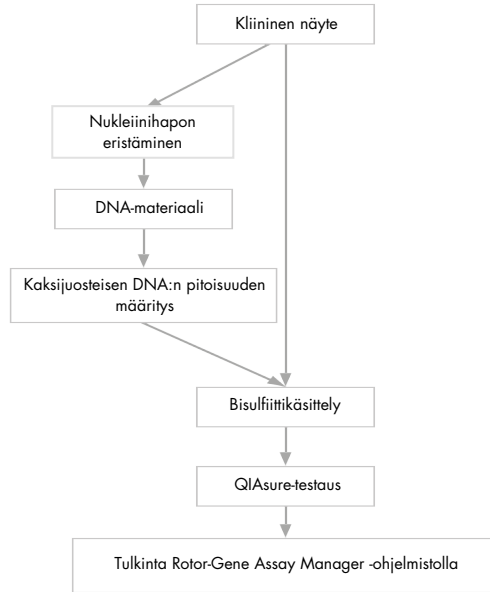 Kliininen näyte
Nukleiinihapon
eristäminen
DNA-materiaali
Kaksijuosteisen DNA:n pitoisuuden
määritys
Bisulfiittikäsittely
QIAsure-testaus
Tulkinta Rotor-Gene Assay Manager -ohjelmistolla